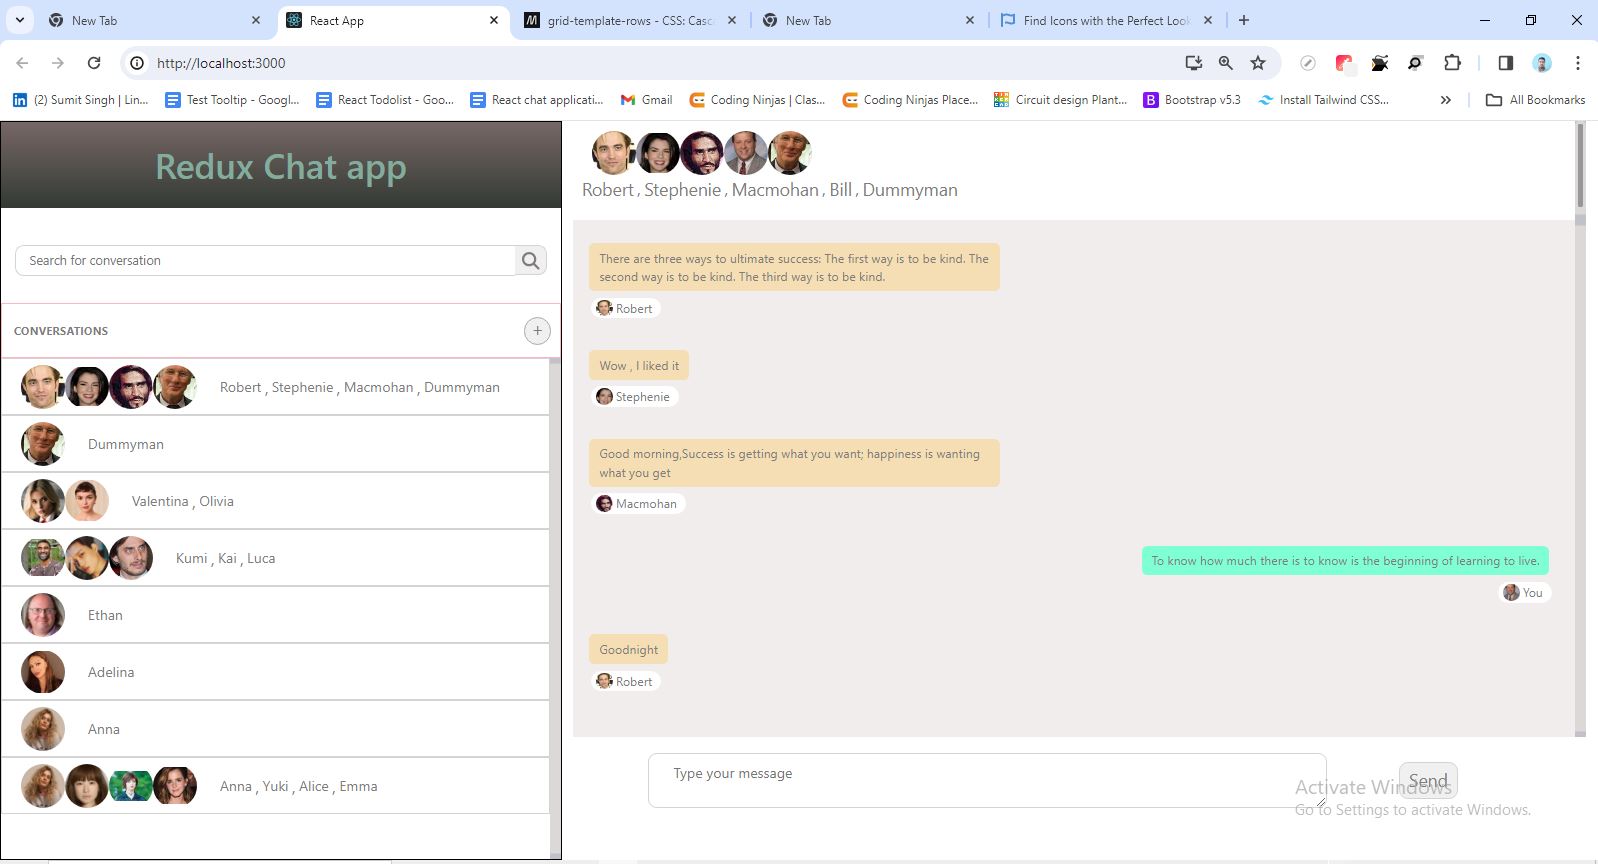 New Tab
React App
grid-template-rows - CSS: Casc
New Tab
Find Icons with the Perfect Look
http://localhost:3000
(2) Sumit Singh | Lin...
Test Tooltip - Googl...
React Todolist - Goo...
React chat applicati...
Gmail
Coding Ninjas | Clas...
Coding Ninjas Place...
Circuit design Plant...
Bootstrap v5.3
Install Tailwind CSS...
»
All Bookmarks
Redux Chat app
Search for conversation
CONVERSATIONS
+
Robert , Stephenie , Macmohan , Dummyman
Dummyman
Valentina , Olivia
Kumi , Kai , Luca
Ethan
Adelina
Anna
Anna , Yuki , Alice , Emma
Robert , Stephenie , Macmohan , Bill , Dummyman
There are three ways to ultimate success: The first way is to be kind. The
second way is to be kind. The third way is to be kind.
Robert
Wow , I liked it
Stephenie
Good morning,Success is getting what you want; happiness is wanting
what you get
Macmohan
To know how much there is to know is the beginning of learning to live.
You
Goodnight
Robert
Type your message
Send
Activate Windows
Go to Settings to activate Windows.